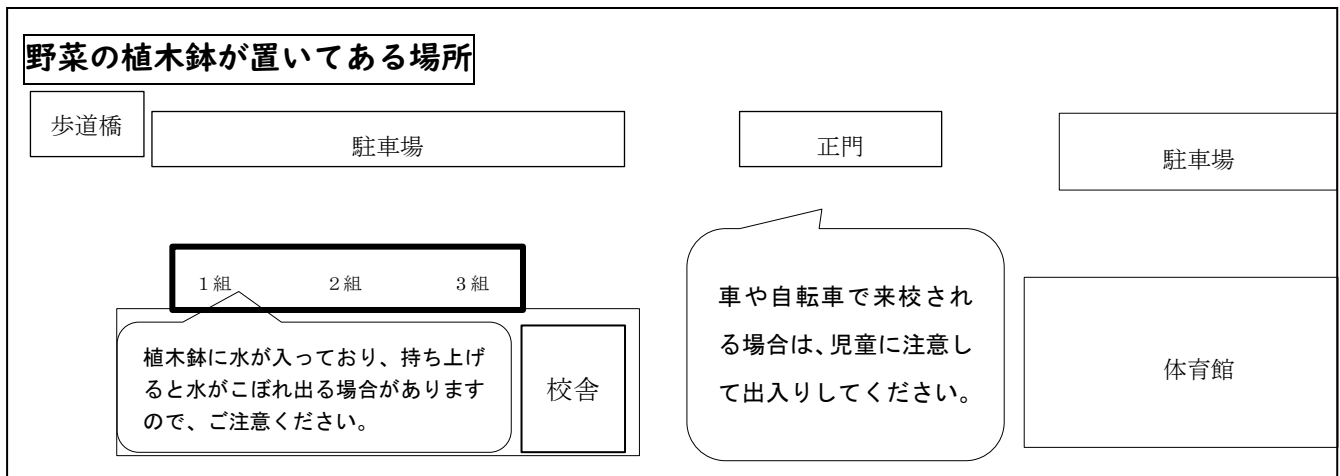 野菜の植木鉢が置いてある場所
歩道橋
駐車場
正門
駐車場
1組 2組 3組
植木鉢に水が入っており、持ち上げ
ると水がこぼれ出る場合があります
ので、ご注意ください。
校舎
車や自転車で来校され
る場合は、児童に注意し
て出入りしてください。
体育館